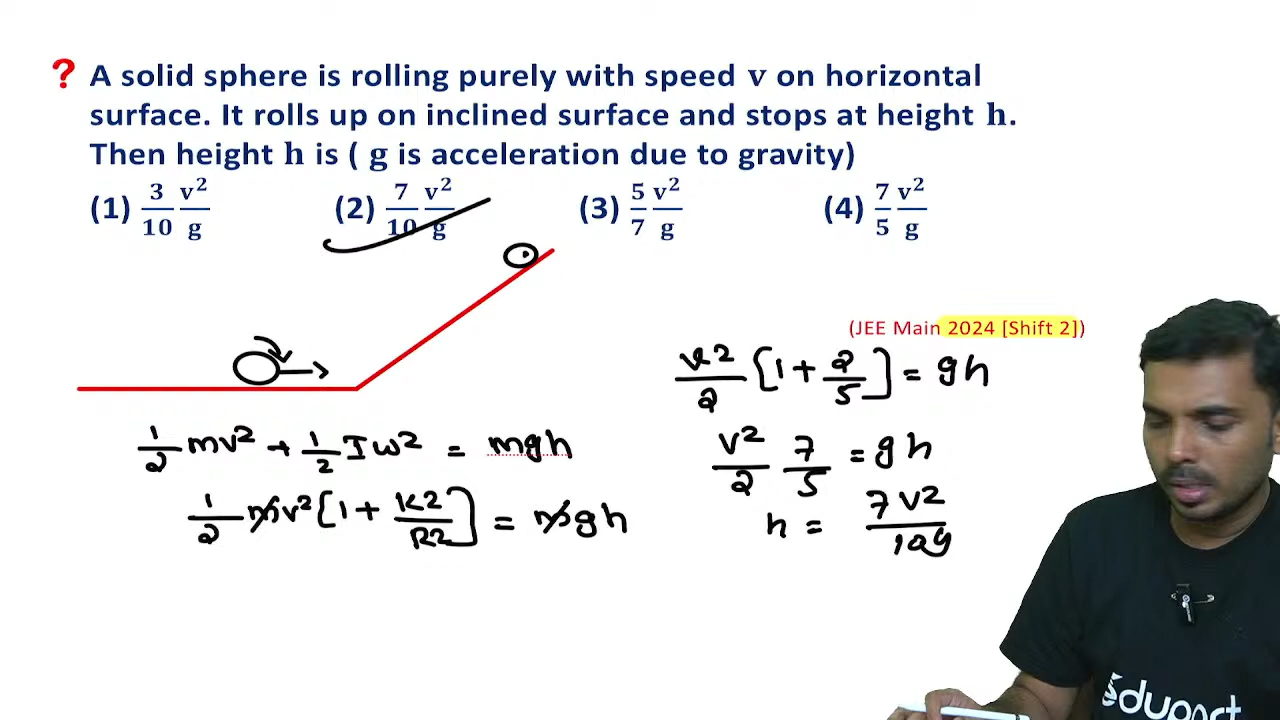 ? A solid sphere is rolling purely with speed v on horizontal
surface. It rolls up on inclined surface and stops at height h.
Then height h is ( g is acceleration due to gravity)
(1) 3/10 v²/g (2) 7/10 v²/g (3) 5/7 v²/g (4) 7/5 v²/g
(JEE Main 2024 [Shift 2])
v2/2 [1 + 2/5] = gh
1/2 mv² + 1/2 Iω² = mgh
v²/2 7/5 = gh
1/2 mv² [1 + K2/R2] = mgh
h = 7v2/10g
Eduport